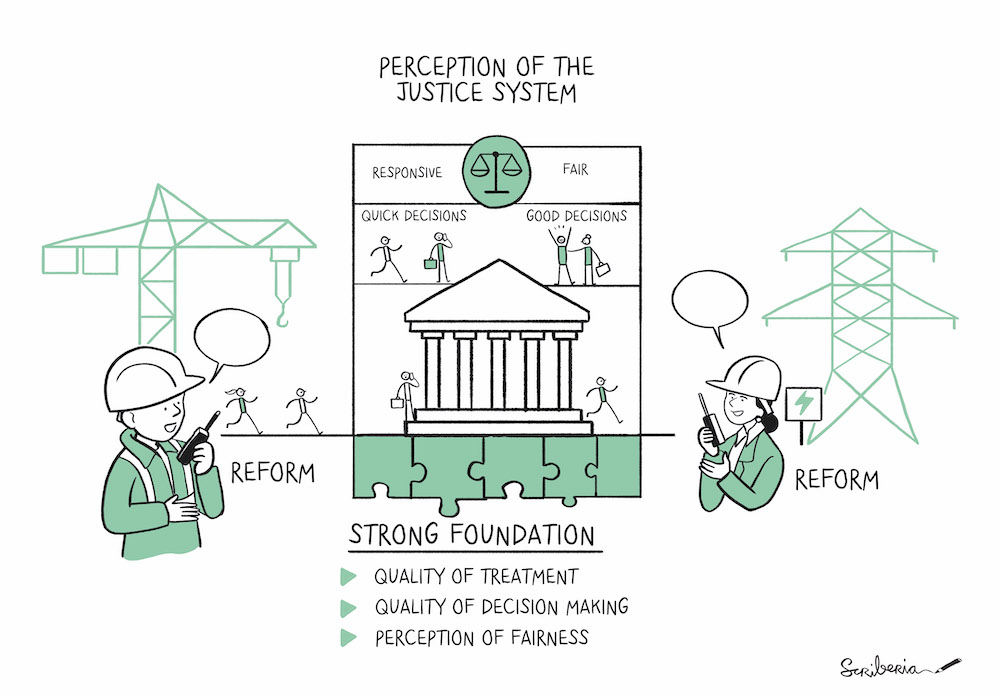 PERCEPTION OF THE
JUSTICE SYSTEM
RESPONSIVE
FAIR
QUICK DECISIONS
GOOD DECISIONS
REFORM
REFORM
STRONG FOUNDATION
QUALITY OF TREATMENT
QUALITY OF DECISION MAKING
PERCEPTION OF FAIRNESS
Scriberia